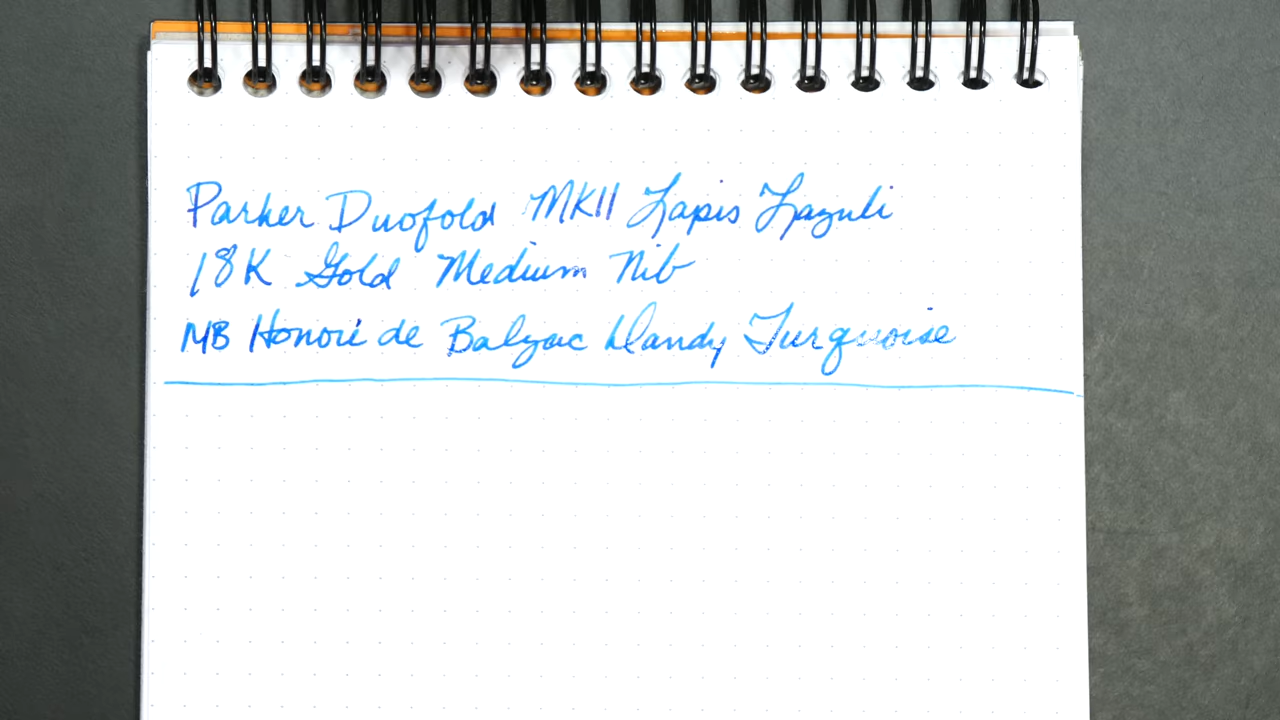 Parker Duofold MKII Lapis Lazuli
18K Gold Medium Nib
MB Honoré de Balzac Dandy Turquoise